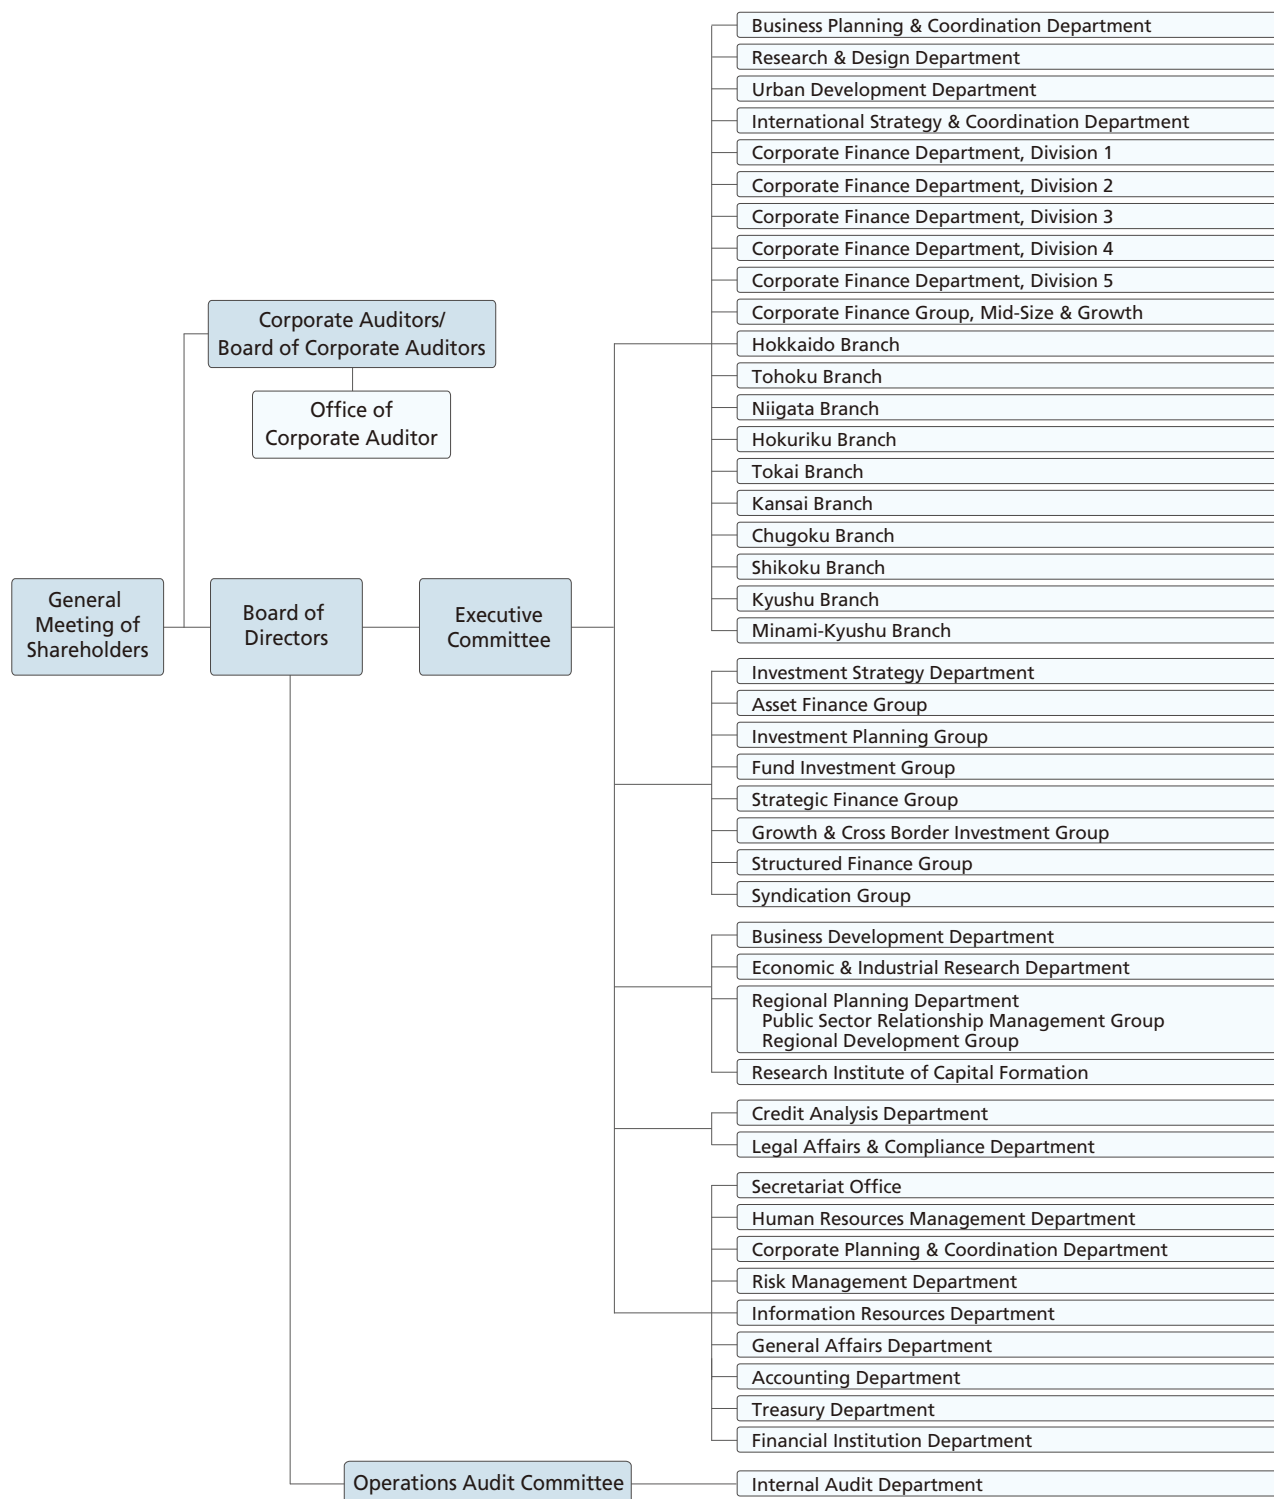 Business Planning & Coordination Department
Research & Design Department
Urban Development Department
International Strategy & Coordination Department
Corporate Finance Department, Division 1
Corporate Finance Department, Division 2
Corporate Finance Department, Division 3
Corporate Finance Department, Division 4
Corporate Finance Department, Division 5
Corporate Finance Group, Mid-Size & Growth
Hokkaido Branch
Tohoku Branch
Niigata Branch
Hokuriku Branch
Tokai Branch
Kansai Branch
Chugoku Branch
Shikoku Branch
Kyushu Branch
Minami-Kyushu Branch
Corporate Auditors/
Board of Corporate Auditors
Office of
Corporate Auditor
General
Meeting of
Shareholders
Board of
Directors
Executive
Committee
Investment Strategy Department
Asset Finance Group
Investment Planning Group
Fund Investment Group
Strategic Finance Group
Growth & Cross Border Investment Group
Structured Finance Group
Syndication Group
Business Development Department
Economic & Industrial Research Department
Regional Planning Department
Public Sector Relationship Management Group
Regional Development Group
Research Institute of Capital Formation
Credit Analysis Department
Legal Affairs & Compliance Department
Secretariat Office
Human Resources Management Department
Corporate Planning & Coordination Department
Risk Management Department
Information Resources Department
General Affairs Department
Accounting Department
Treasury Department
Financial Institution Department
Operations Audit Committee
Internal Audit Department